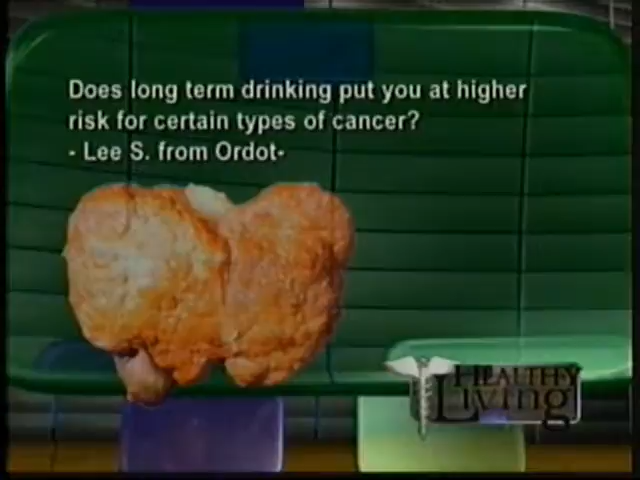 Does long term drinking put you at higher
risk for certain types of cancer?
- Lee S. from Ordot-
HEALTHY
Living